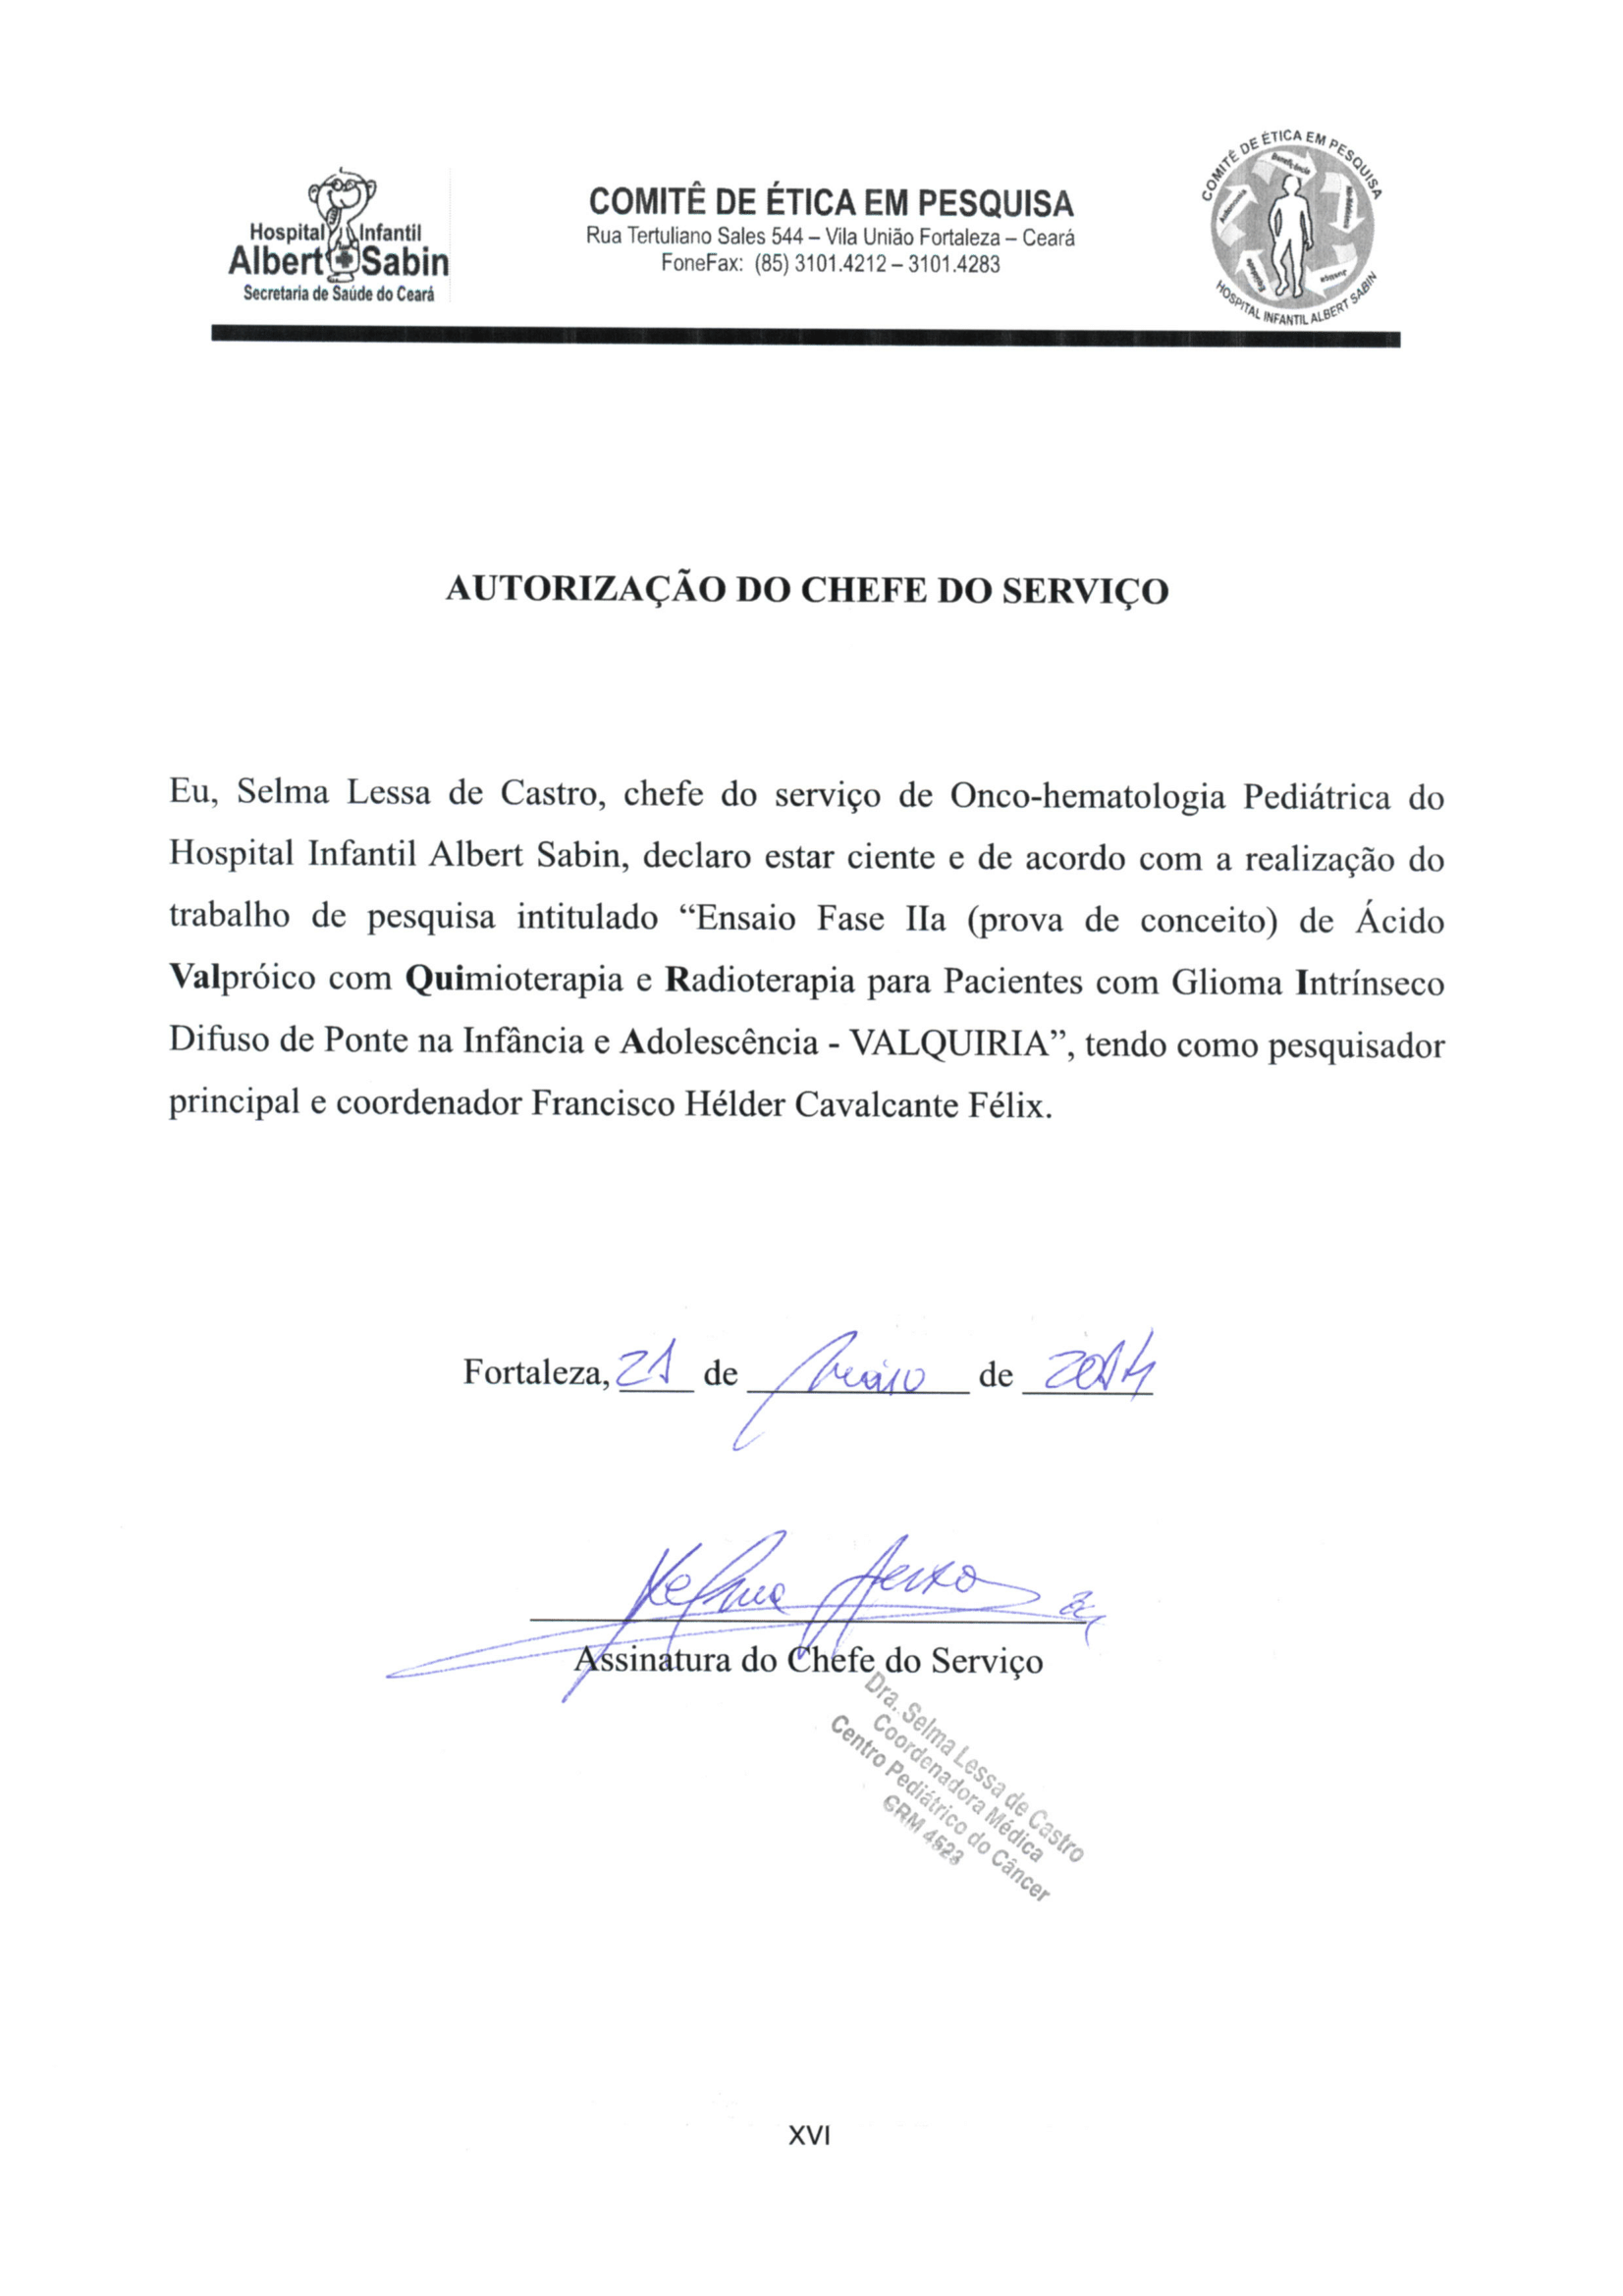 Hospital Infantil
Albert Sabin
Secretaria de Saúde do Ceará
COMITÊ DE ÉTICA EM PESQUISA
Rua Tertuliano Sales 544 – Vila União Fortaleza – Ceará
FoneFax: (85) 3101.4212 – 3101.4283
COMITÊ DE ÉTICA EM PESQUISA
Beneficência
Justiça
Equidade
Autonomia
HOSPITAL INFANTIL ALBERT SABIN
AUTORIZAÇÃO DO CHEFE DO SERVIÇO
Eu, Selma Lessa de Castro, chefe do serviço de Onco-hematologia Pediátrica do
Hospital Infantil Albert Sabin, declaro estar ciente e de acordo com a realização do
trabalho de pesquisa intitulado “Ensaio Fase IIa (prova de conceito) de Ácido
Valpróico com Quimioterapia e Radioterapia para Pacientes com Glioma Intrínseco
Difuso de Ponte na Infância e Adolescência - VALQUIRIA”, tendo como pesquisador
principal e coordenador Francisco Hélder Cavalcante Félix.
Fortaleza, 21 de maio de 2014
Assinatura do Chefe do Serviço
Dra. Selma Lessa de Castro
Coordenadora Médica
Centro Pediátrico do Câncer
CRM 4523
XVI